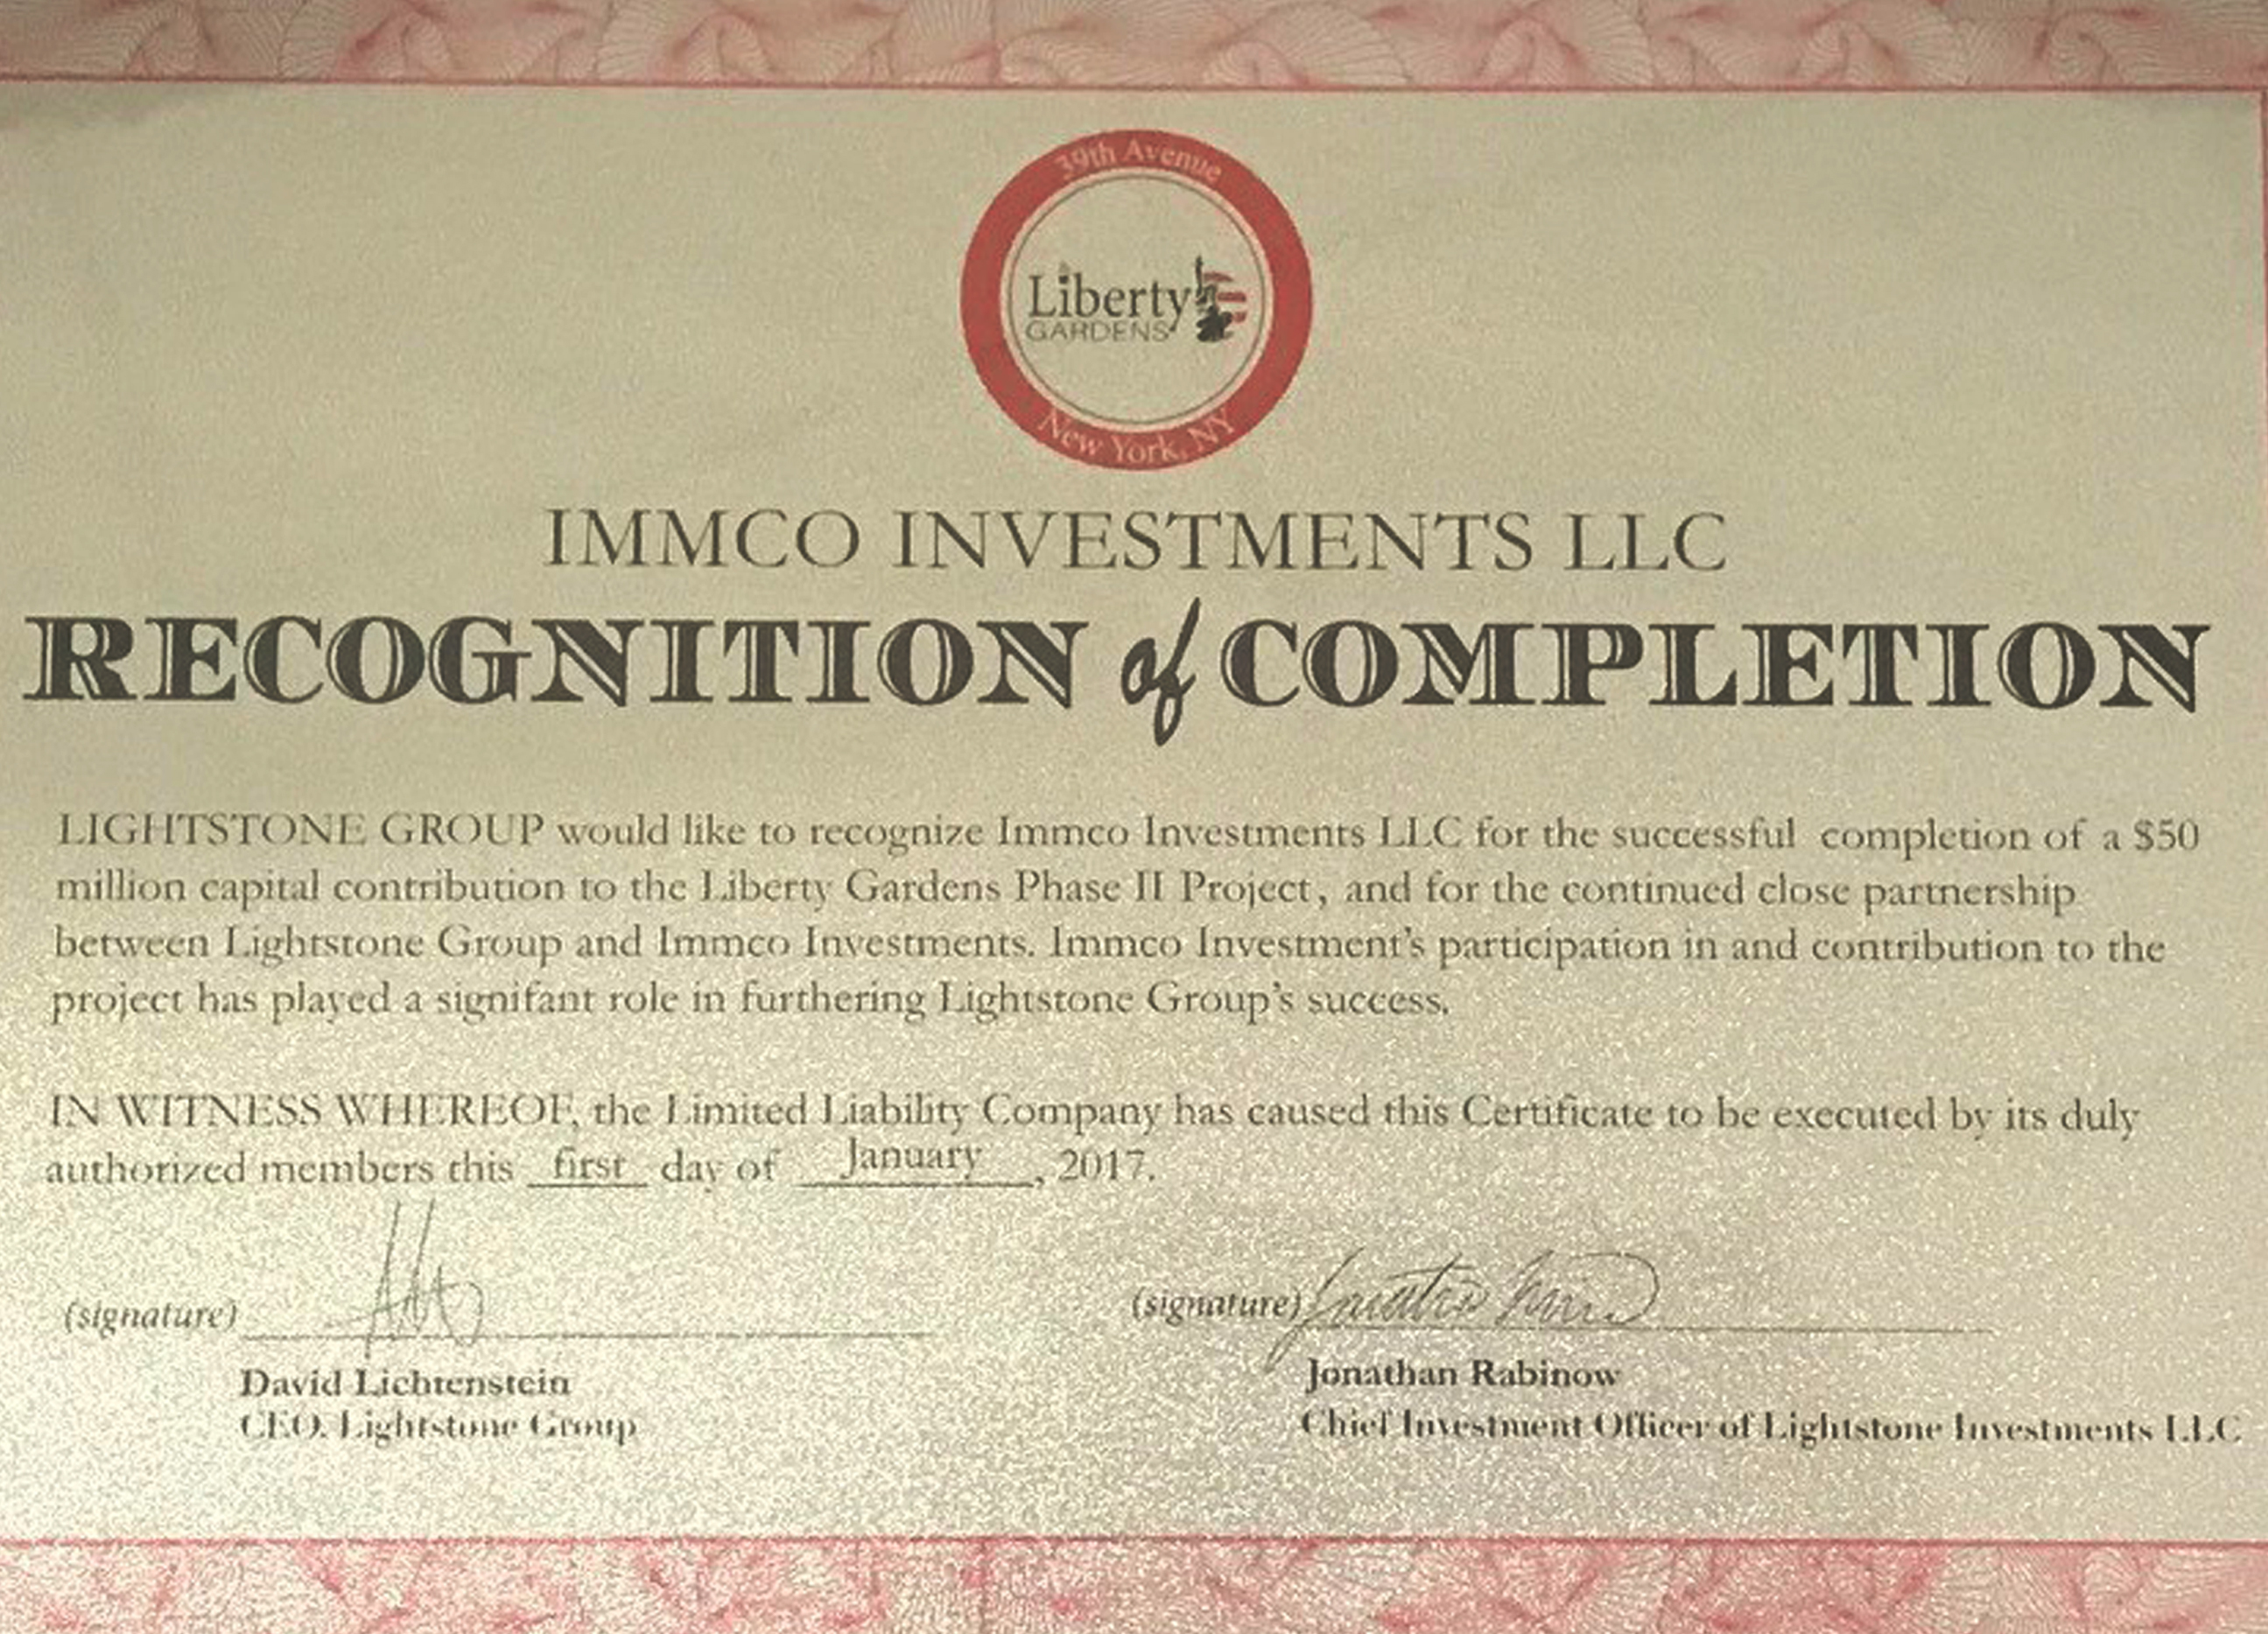 39th Avenue
Liberty
GARDENS
New York, NY
IMMCO INVESTMENTS LLC
RECOGNITION of COMPLETION
LIGHTSTONE GROUP would like to recognize Immco Investments LLC for the successful completion of a $50
million capital contribution to the Liberty Gardens Phase II Project, and for the continued close partnership
between Lightstone Group and Immco Investments. Immco Investment's participation in and contribution to the
project has played a signifant role in furthering Lightstone Group's success.
IN WITNESS WHEREOF, the Limited Liability Company has caused this Certificate to be executed by its duly
authorized members this first day of January, 2017.
(signature)
(signature)
David Lichtenstein
Jonathan Rabinow
CEO, Lightstone Group
Chief Investment Officer of Lightstone Investments LLC